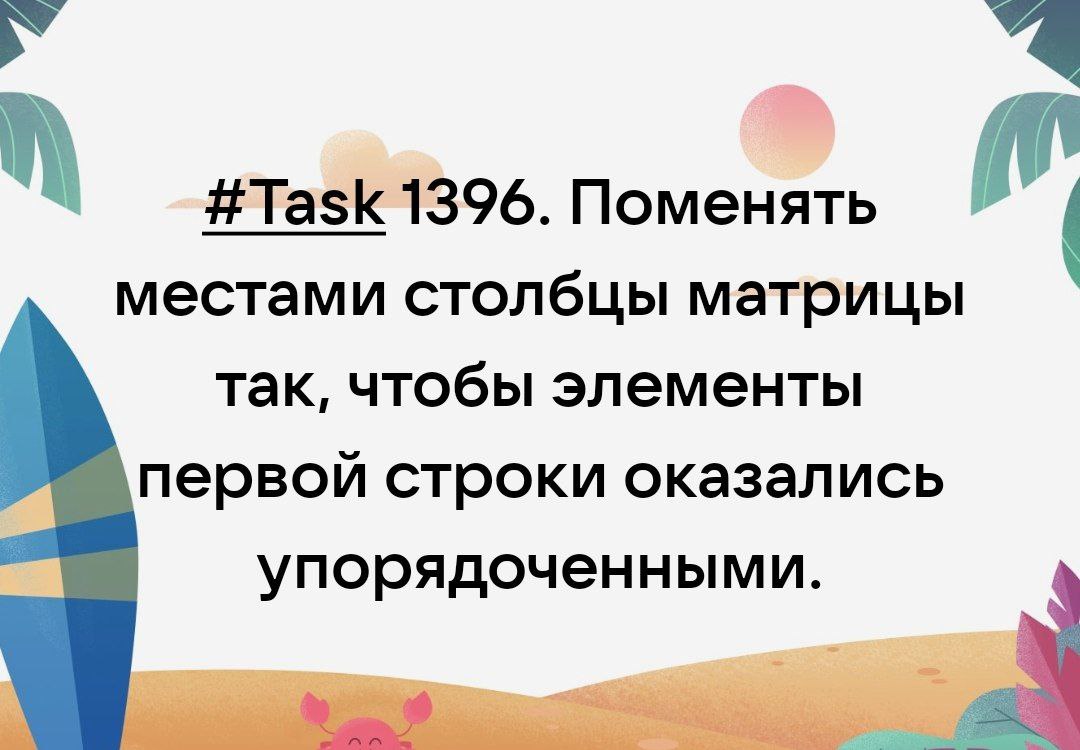 #Task 1396. Поменять
местами столбцы матрицы
так, чтобы элементы
первой строки оказались
упорядоченными.